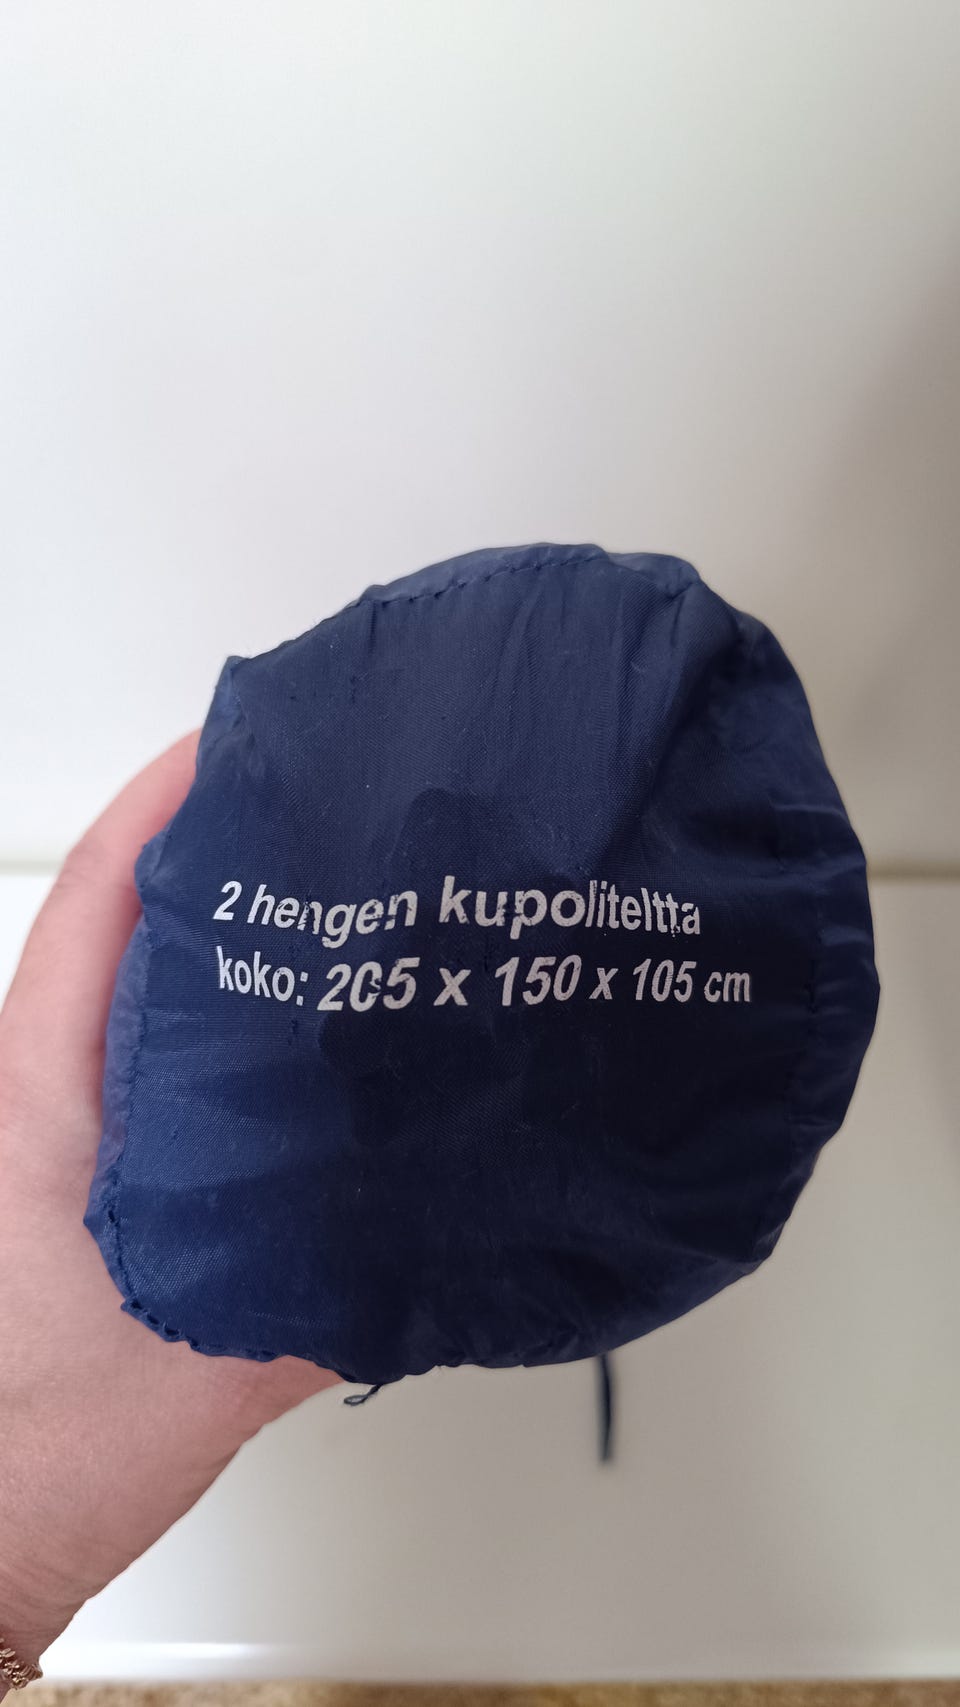 2 hengen kupoliteltta
koko: 205 x 150 x 105 cm